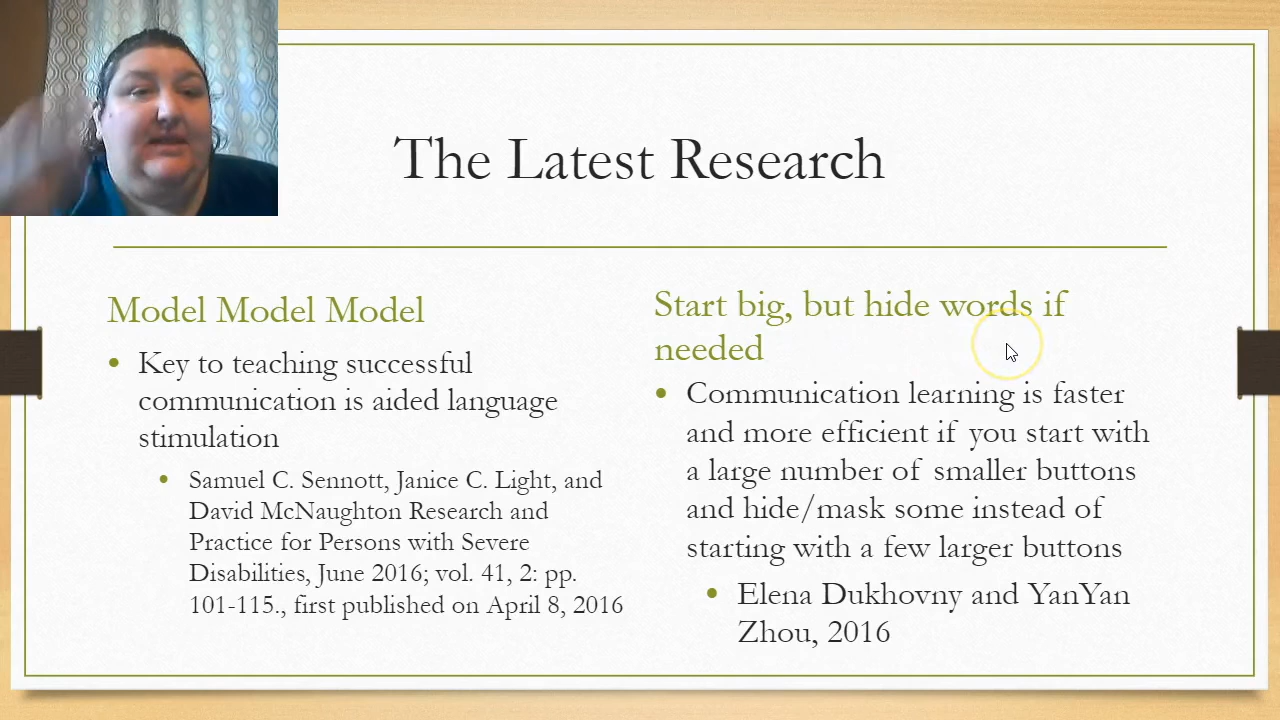 The Latest Research
Model Model Model
Key to teaching successful
communication is aided language
stimulation
Samuel C. Sennott, Janice C. Light, and
David McNaughton Research and
Practice for Persons with Severe
Disabilities, June 2016; vol. 41, 2: pp.
101-115., first published on April 8, 2016
Start big, but hide words if
needed
Communication learning is faster
and more efficient if you start with
a large number of smaller buttons
and hide/mask some instead of
starting with a few larger buttons
Elena Dukhovny and YanYan
Zhou, 2016